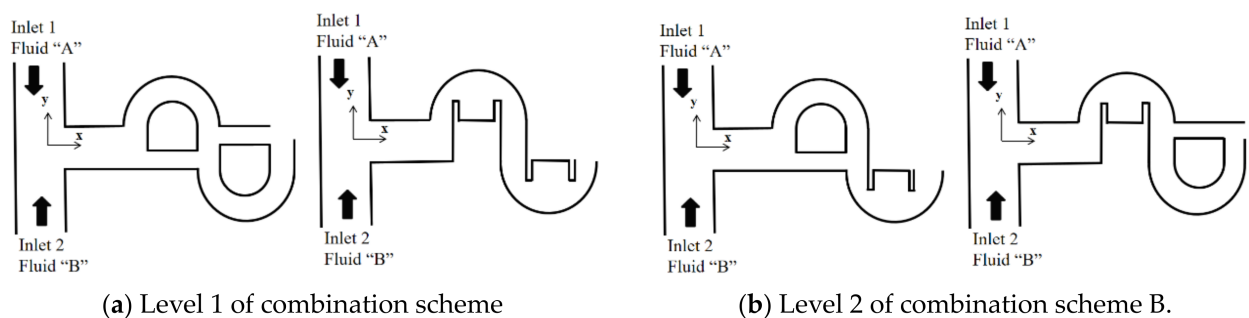 Inlet 1
Fluid “A”
y
x
Inlet 2
Fluid “B”
Inlet 1
Fluid “A”
y
x
Inlet 2
Fluid “B”
(a) Level 1 of combination scheme
Inlet 1
Fluid “A”
y
x
Inlet 2
Fluid “B”
Inlet 1
Fluid “A”
y
x
Inlet 2
Fluid “B”
(b) Level 2 of combination scheme B.